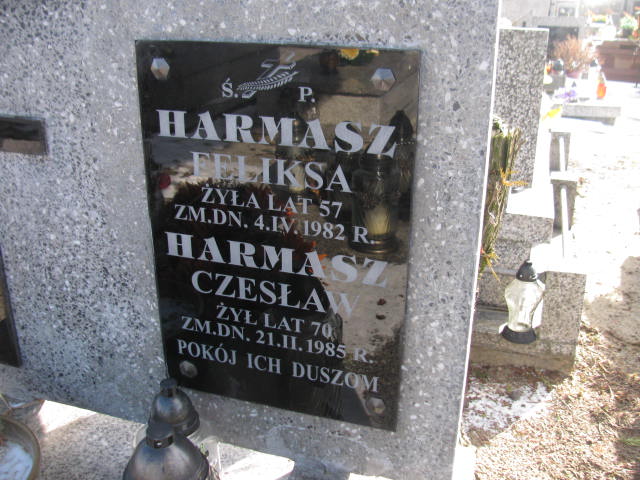 Ś. P.
HARMASZ
FELIKSA
ŻYŁA LAT 57
ZM.DN. 4.IV.1982 R.
HARMASZ
CZESŁAW
ŻYŁ LAT 70
ZM.DN. 21.II.1985 R.
POKÓJ ICH DUSZOM